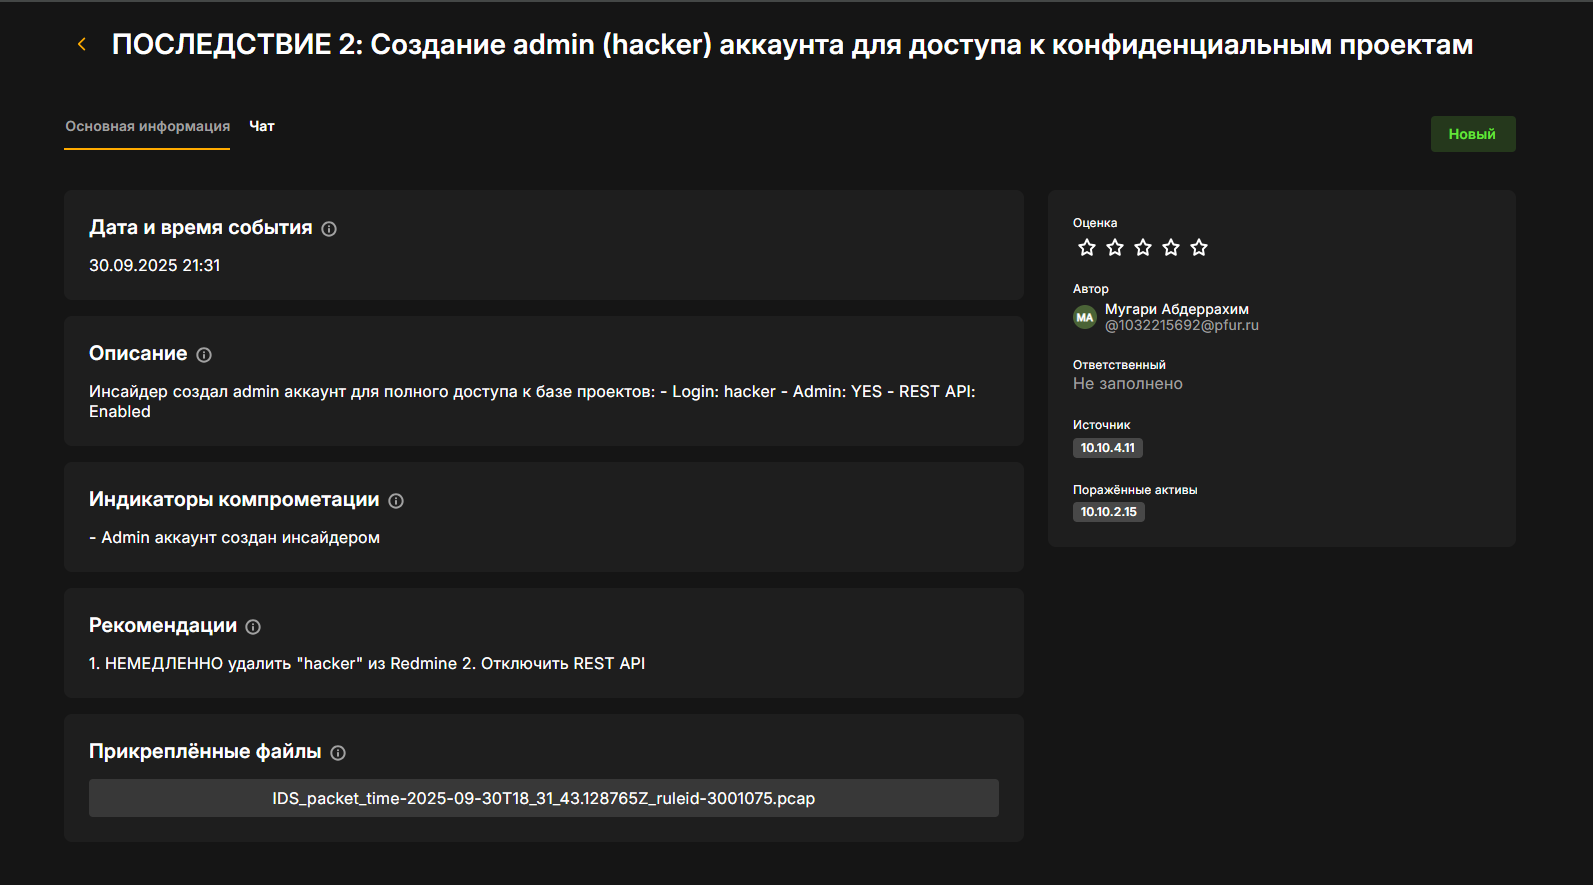 ПОСЛЕДСТВИЕ 2: Создание admin (hacker) аккаунта для доступа к конфиденциальным проектам
Основная информация
Чат
Новый
Дата и время события
30.09.2025 21:31
Описание
Инсайдер создал admin аккаунт для полного доступа к базе проектов: - Login: hacker - Admin: YES - REST API:
Enabled
Индикаторы компрометации
- Admin аккаунт создан инсайдером
Рекомендации
1. НЕМЕДЛЕННО удалить "hacker" из Redmine 2. Отключить REST API
Прикреплённые файлы
IDS_packet_time-2025-09-30T18_31_43.128765Z_ruleid-3001075.pcap
Оценка
Автор
МА
Мугари Абдеррахим
@1032215692@pfur.ru
Ответственный
Не заполнено
Источник
10.10.4.11
Поражённые активы
10.10.2.15